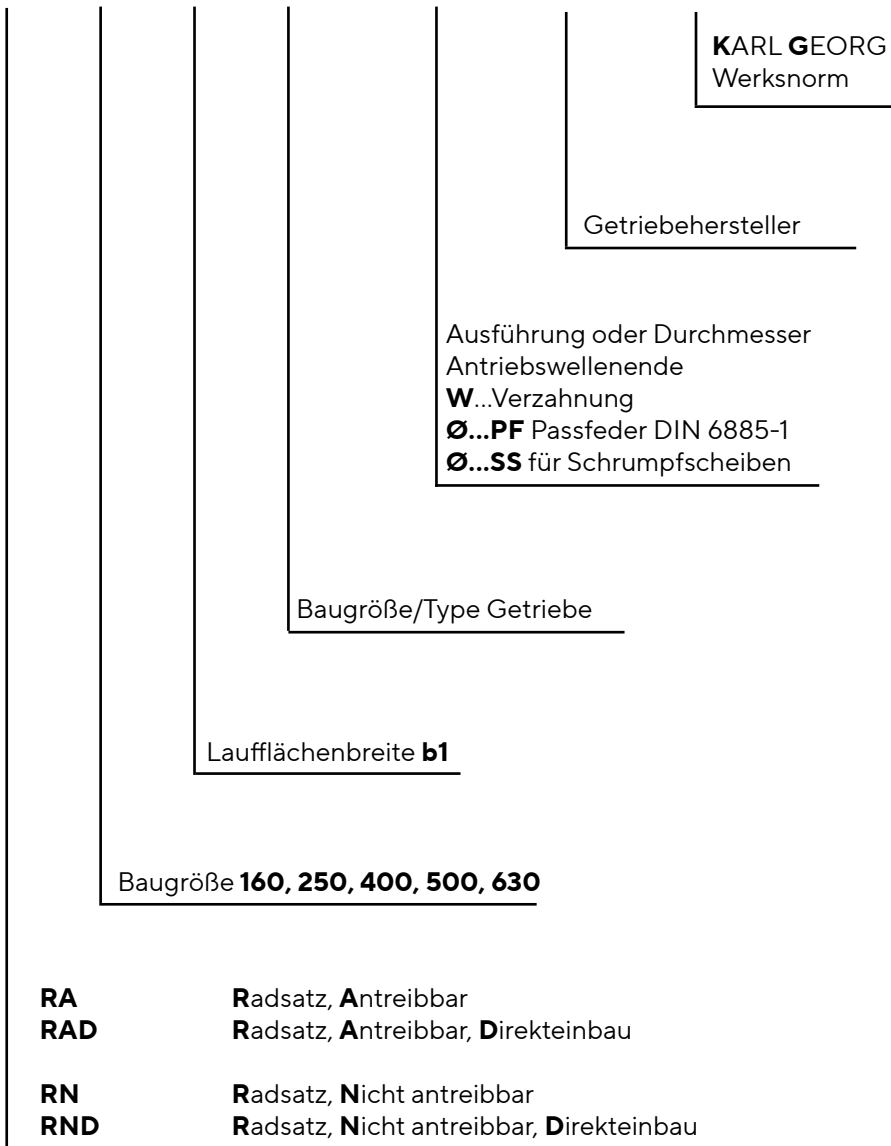 KARL GEORG
Werksnorm
Getriebehersteller
Ausführung oder Durchmesser
Antriebswellenende
W...Verzahnung
Ø...PF Passfeder DIN 6885-1
Ø...SS für Schrumpfscheiben
Baugröße/Type Getriebe
Laufflächenbreite b1
Baugröße 160, 250, 400, 500, 630
RA Radsatz, Antreibbar
RAD Radsatz, Antreibbar, Direkteinbau
RN Radsatz, Nicht antreibbar
RND Radsatz, Nicht antreibbar, Direkteinbau